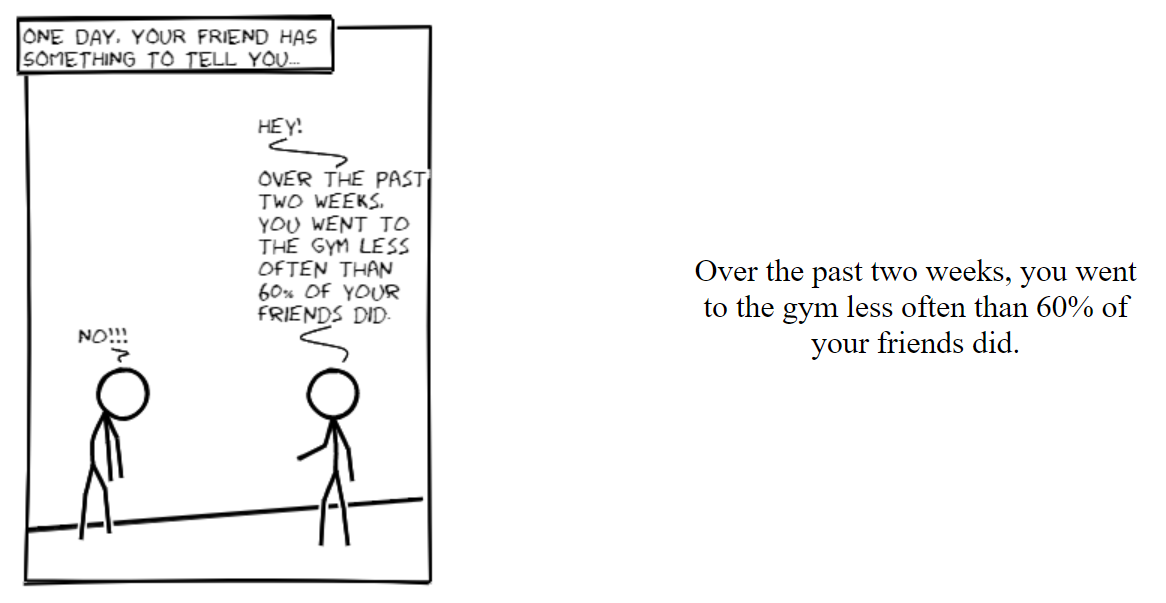 ONE DAY, YOUR FRIEND HAS
SOMETHING TO TELL YOU...
HEY!
OVER THE PAST
TWO WEEKS,
YOU WENT TO
THE GYM LESS
OFTEN THAN
60% OF YOUR
FRIENDS DID.
NO!!!
Over the past two weeks, you went
to the gym less often than 60% of
your friends did.